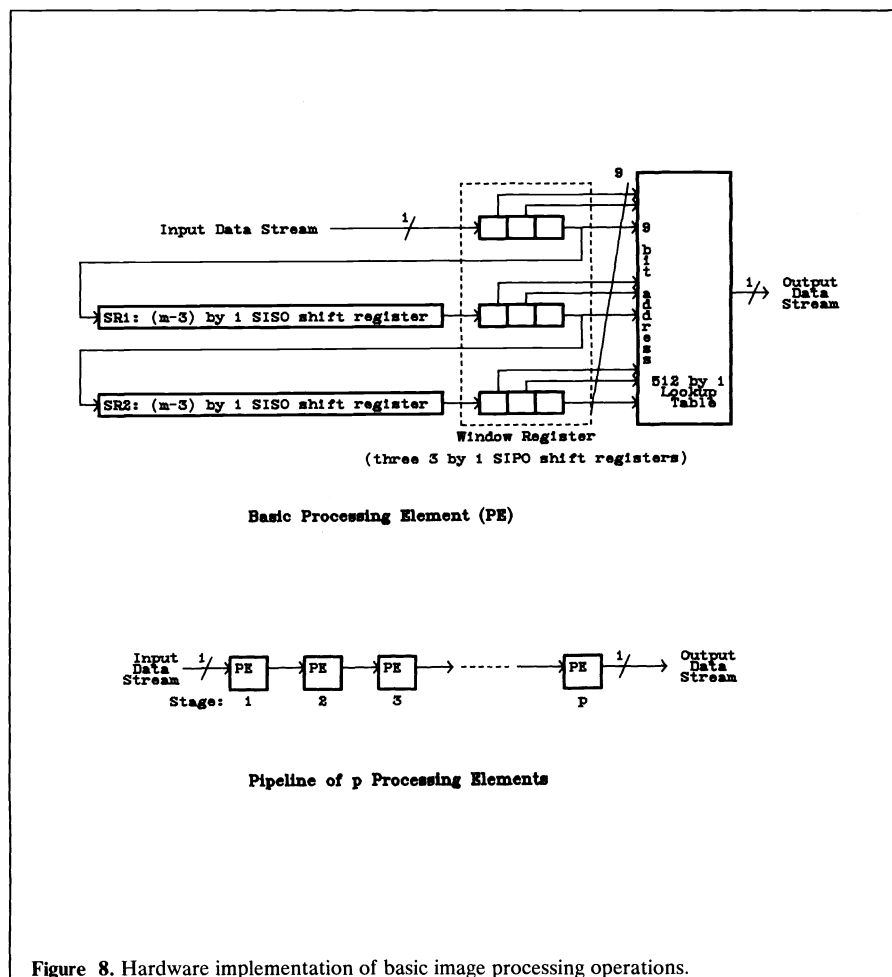 9
1
Input Data Stream
9
bit
address
1
Output
Data
Stream
SR1: (m-3) by 1 SISO shift register
SR2: (m-3) by 1 SISO shift register
512 by 1
Lookup
Table
Window Register
(three 3 by 1 SIPO shift registers)
Basic Processing Element (PE)
Input
Data
Stream
1
PE
PE
PE
PE
1
Output
Data
Stream
Stage: 1 2 3 p
Pipeline of p Processing Elements
Figure 8. Hardware implementation of basic image processing operations.